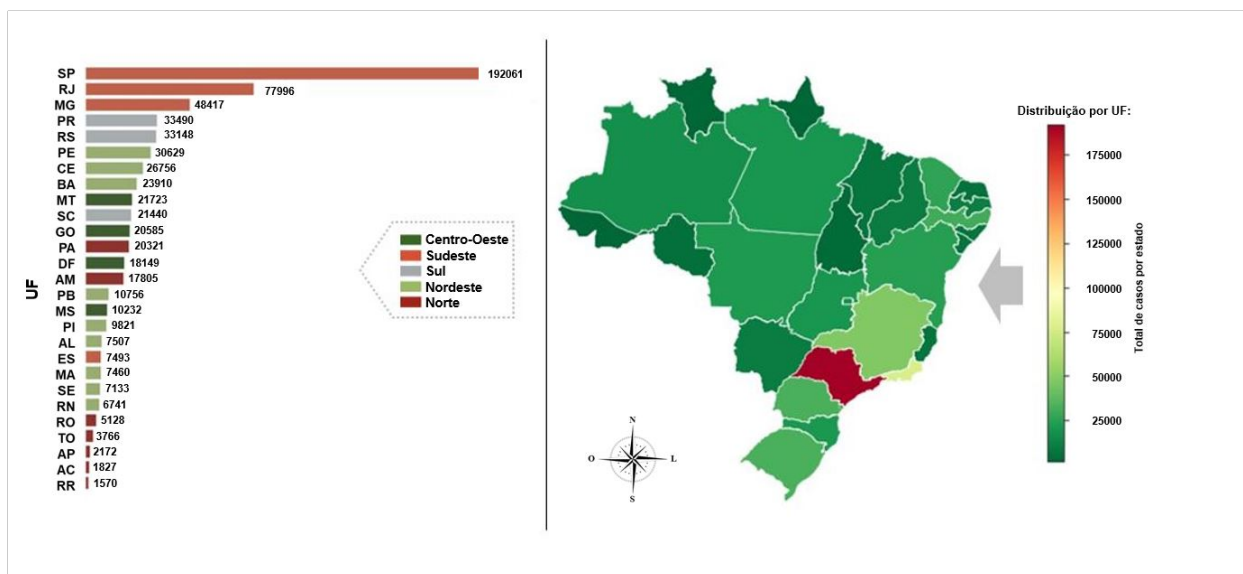 UF
SP 192061
RJ 77996
MG 48417
PR 33490
RS 33148
PE 30629
CE 26756
BA 23910
MT 21723
SC 21440
GO 20585
PA 20321
DF 18149
AM 17805
PB 10756
MS 10232
PI 9821
AL 7507
ES 7493
MA 7460
SE 7133
RN 6741
RO 5128
TO 3766
AP 2172
AC 1827
RR 1570
Centro-Oeste
Sudeste
Sul
Nordeste
Norte
N
O L
S
Distribuição por UF:
175000
150000
125000
100000
75000
50000
25000
Total de casos por estado